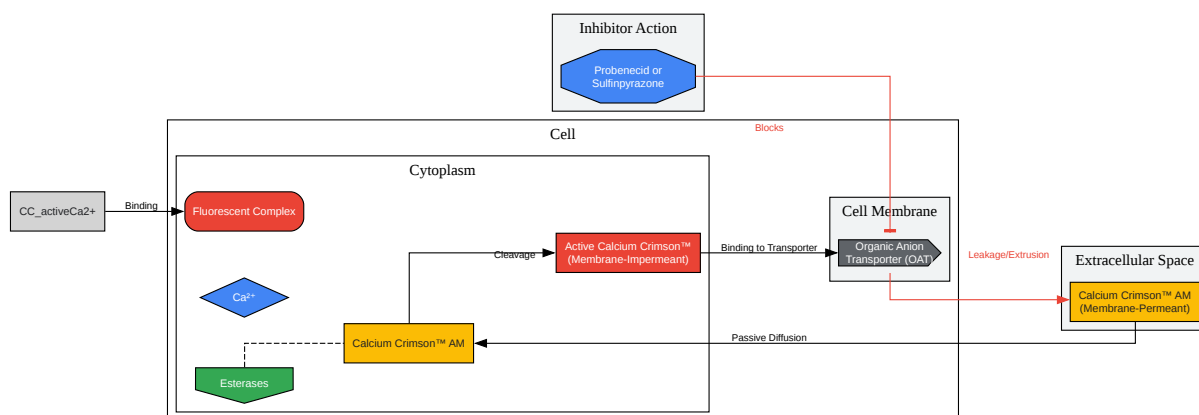 Inhibitor Action
Probenecid or
Sulfinpyrazone
Blocks
Cell
Cytoplasm
CC_activeCa2+
Binding
Fluorescent Complex
Cell Membrane
Active Calcium Crimson™
(Membrane-Impermeant)
Cleavage
Binding to Transporter
Organic Anion
Transporter (OAT)
Leakage/Extrusion
Extracellular Space
Calcium Crimson™ AM
(Membrane-Permeant)
Ca²⁺
Calcium Crimson™ AM
Passive Diffusion
Esterases